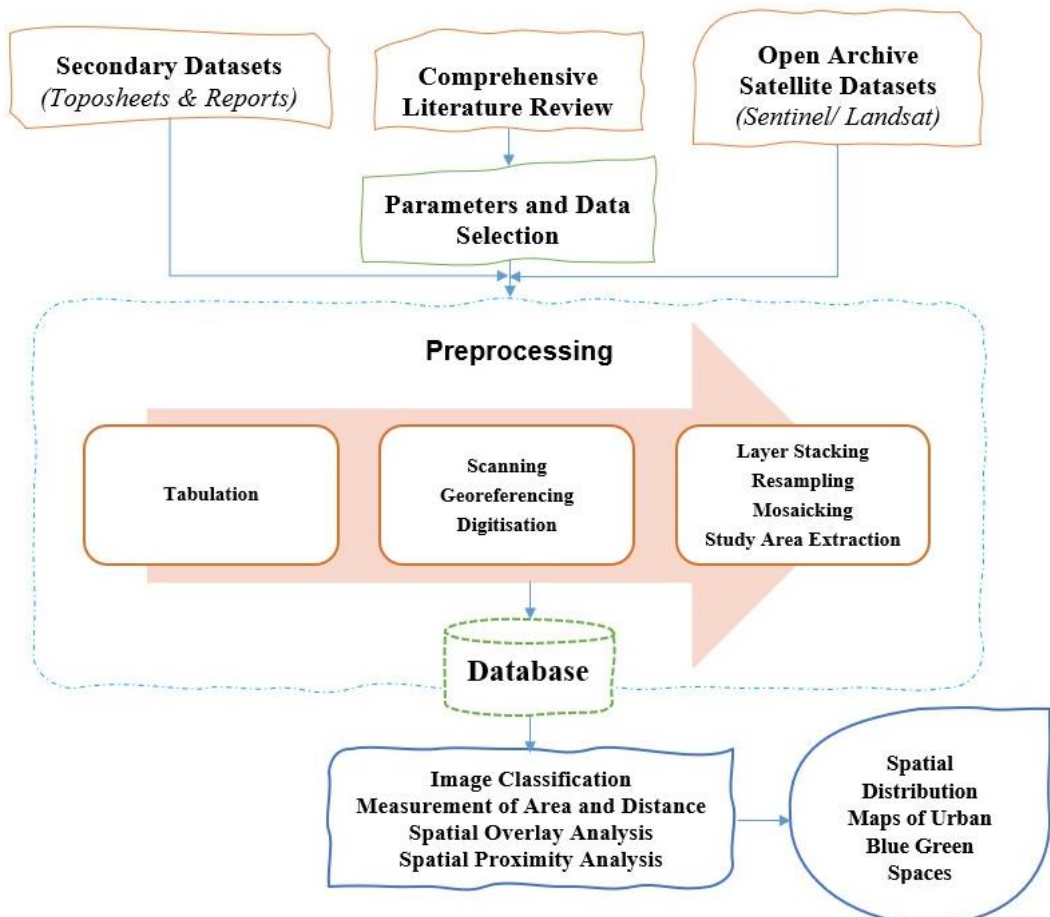 Secondary Datasets
(Toposheets & Reports)
Comprehensive
Literature Review
Open Archive
Satellite Datasets
(Sentinel/ Landsat)
Parameters and Data
Selection
Preprocessing
Tabulation
Scanning
Georeferencing
Digitisation
Layer Stacking
Resampling
Mosaicking
Study Area Extraction
Database
Image Classification
Measurement of Area and Distance
Spatial Overlay Analysis
Spatial Proximity Analysis
Spatial
Distribution
Maps of Urban
Blue Green
Spaces